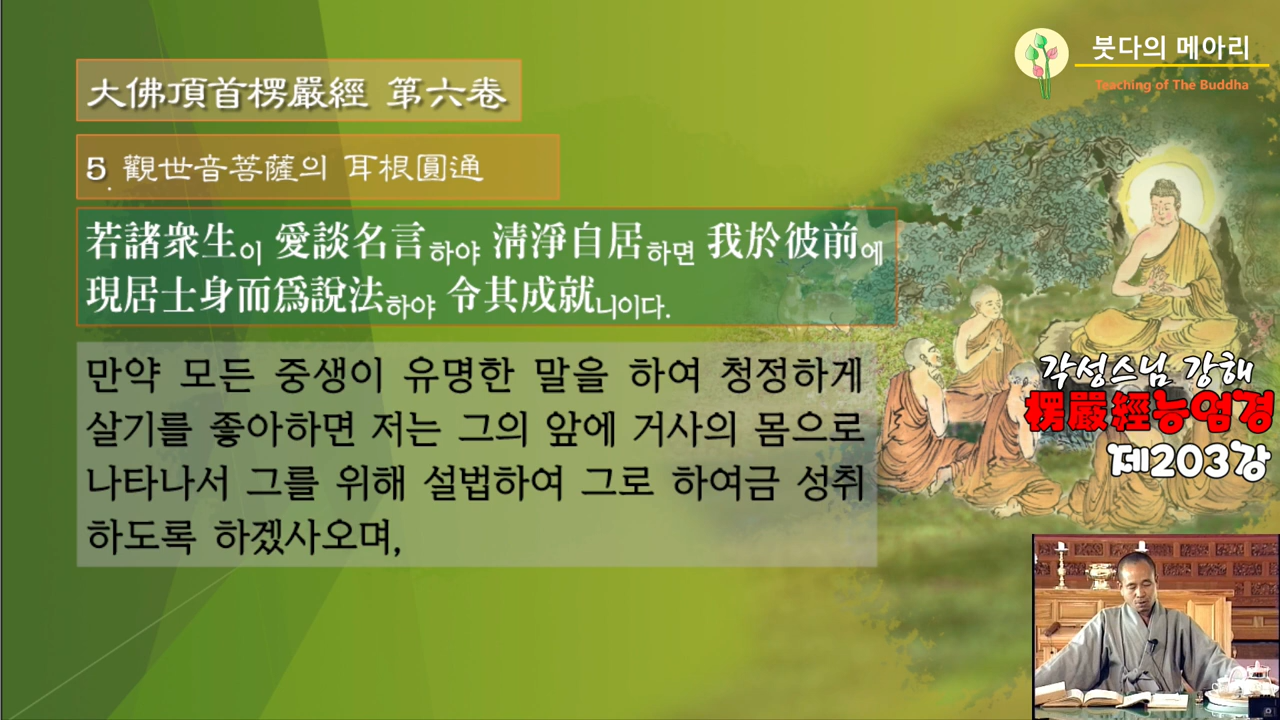 大佛頂首楞嚴經 第六卷
붓다의 메아리
Teaching of The Buddha
5. 觀世音菩薩의 耳根圓通
若諸衆生이 愛談名言하야 淸淨自居하면 我於彼前에
現居士身而爲說法하야 令其成就니이다.
만약 모든 중생이 유명한 말을 하여 청정하게
살기를 좋아하면 저는 그의 앞에 거사의 몸으로
나타나서 그를 위해 설법하여 그로 하여금 성취
하도록 하겠사오며,
각성스님 강해
楞嚴經능엄경
제203강